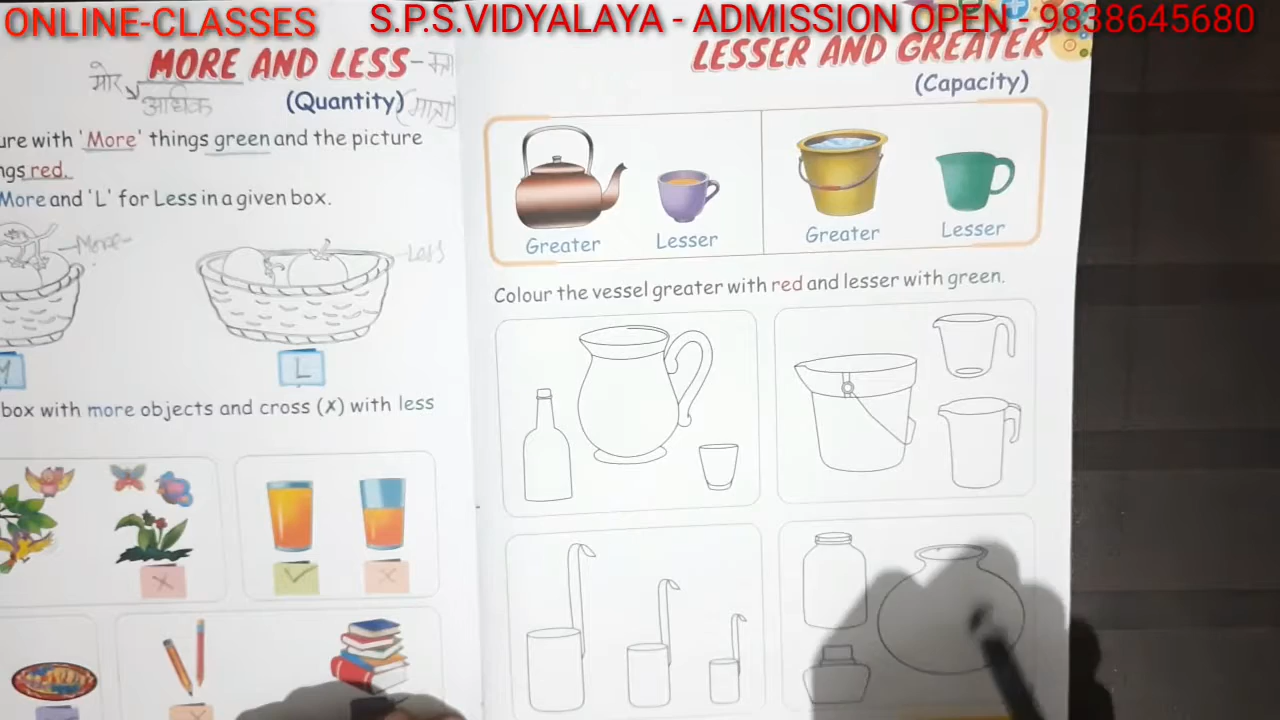 ONLINE-CLASSES
S.P.S.VIDYALAYA - ADMISSION OPEN - 9838645680
MORE AND LESS - कम
मोर
अधिक
(Quantity) (मात्रा)
ure with 'More' things green and the picture
ngs red.
More and 'L' for Less in a given box.
More
Less
M
L
box with more objects and cross (✗) with less
LESSER AND GREATER
(Capacity)
Greater
Lesser
Greater
Lesser
Colour the vessel greater with red and lesser with green.